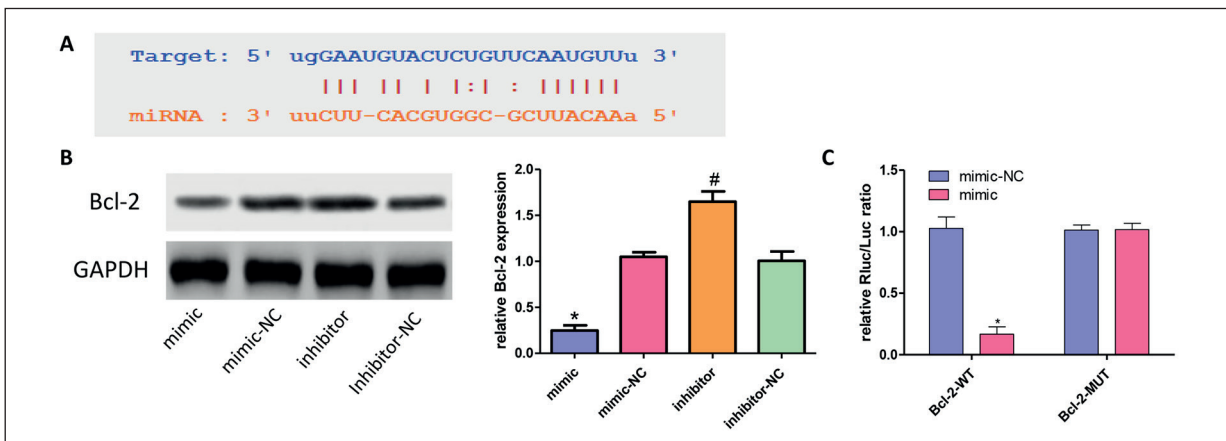 A
Target: 5' ugGAAUGUACUCUGUUCAAUGUUu 3'
||| || | |:| : ||||||
miRNA : 3' uuCUU-CACGUGGC-GCUUACAAa 5'
B
Bcl-2
GAPDH
mimic
mimic-NC
inhibitor
Inhibitor-NC
relative Bcl-2 expression
2.0
1.5
1.0
0.5
0.0
*
#
mimic
mimic-NC
inhibitor
inhibitor-NC
C
relative Rluc/Luc ratio
1.5
1.0
0.5
0.0
mimic-NC
mimic
*
Bcl-2-WT
Bcl-2-MUT